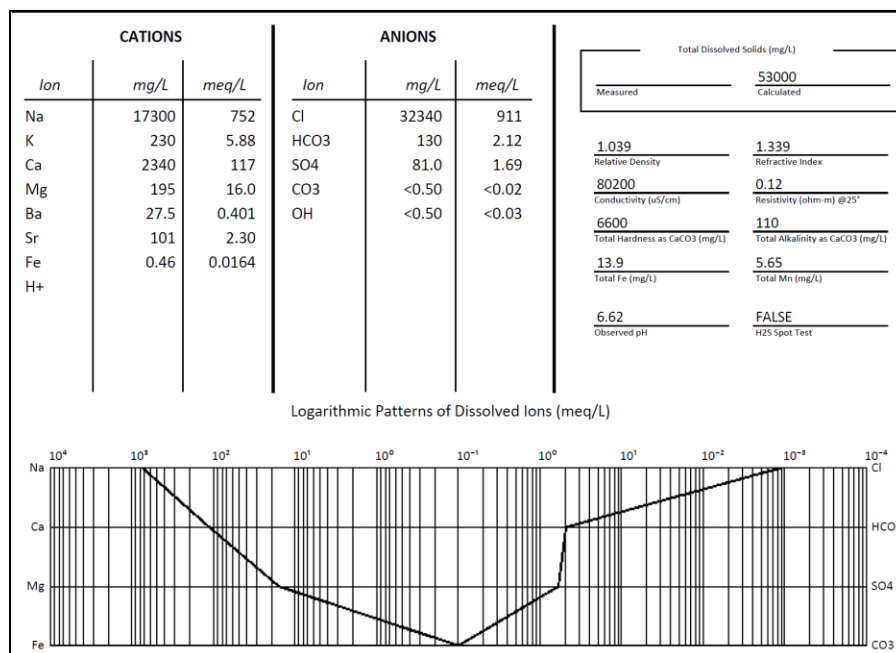 CATIONS ANIONS
Total Dissolved Solids (mg/L)
Ion mg/L meq/L Ion mg/L meq/L
53000
Measured Calculated
Na 17300 752 Cl 32340 911
K 230 5.88 HCO3 130 2.12
1.039 1.339
Relative Density Refractive Index
Ca 2340 117 SO4 81.0 1.69
80200 0.12
Mg 195 16.0 CO3 <0.50 <0.02
Conductivity (uS/cm) Resistivity (ohm-m) @25°
Ba 27.5 0.401 OH <0.50 <0.03
6600 110
Sr 101 2.30
Total Hardness as CaCO3 (mg/L) Total Alkalinity as CaCO3 (mg/L)
Fe 0.46 0.0164
13.9 5.65
Total Fe (mg/L) Total Mn (mg/L)
H+
6.62 FALSE
Observed pH H2S Spot Test
Logarithmic Patterns of Dissolved Ions (meq/L)
10⁴ 10³ 10² 10¹ 10⁰ 10⁻¹ 10⁰ 10¹ 10⁻² 10⁻³ 10⁻⁴
Na Cl
Ca HCO
Mg SO4
Fe CO3